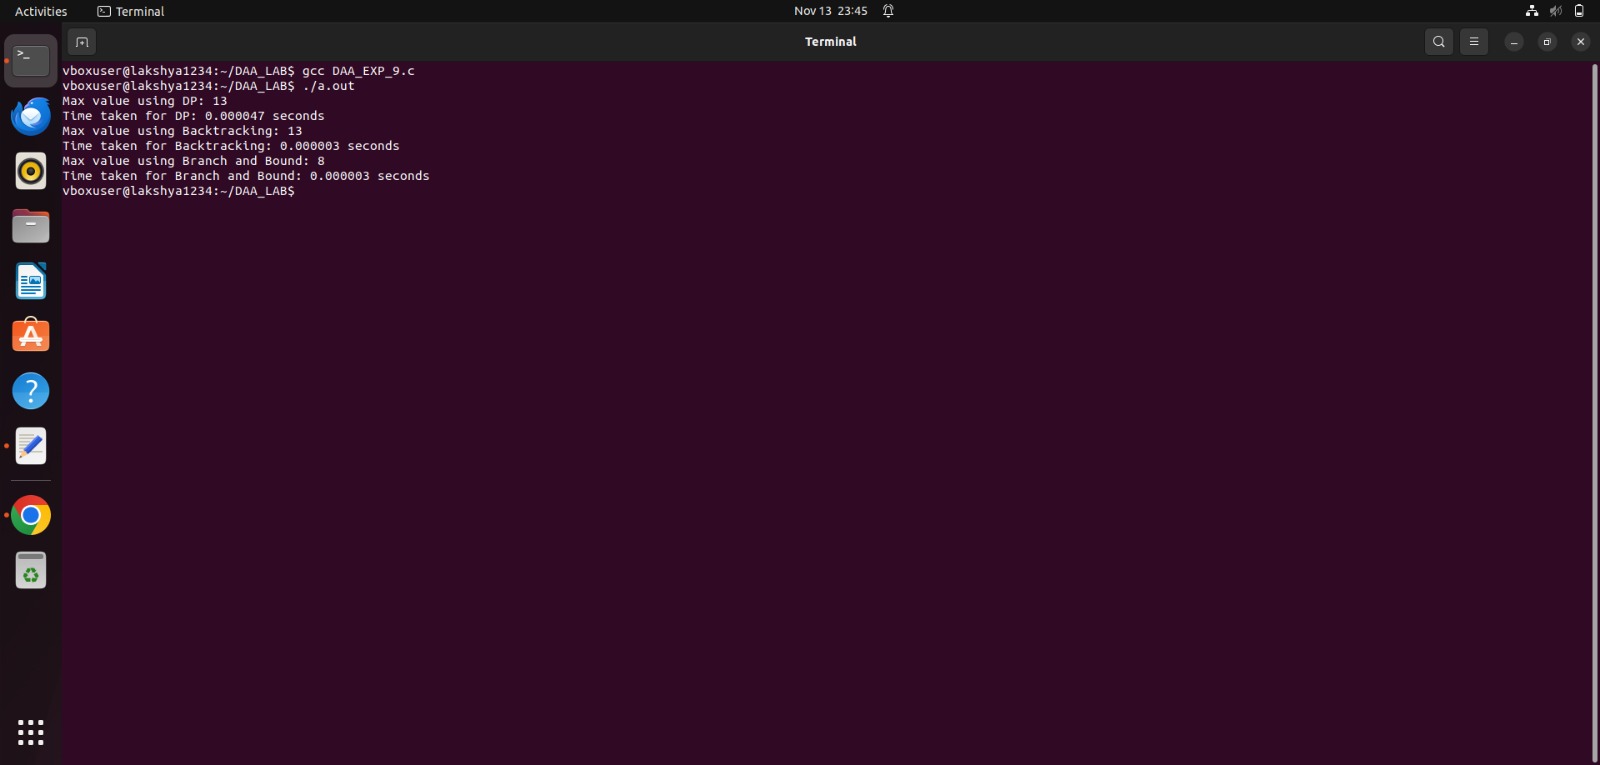 Activities
Terminal
Nov 13 23:45
Terminal
vboxuser@lakshya1234:~/DAA_LAB$ gcc DAA_EXP_9.c
vboxuser@lakshya1234:~/DAA_LAB$ ./a.out
Max value using DP: 13
Time taken for DP: 0.000047 seconds
Max value using Backtracking: 13
Time taken for Backtracking: 0.000003 seconds
Max value using Branch and Bound: 8
Time taken for Branch and Bound: 0.000003 seconds
vboxuser@lakshya1234:~/DAA_LAB$